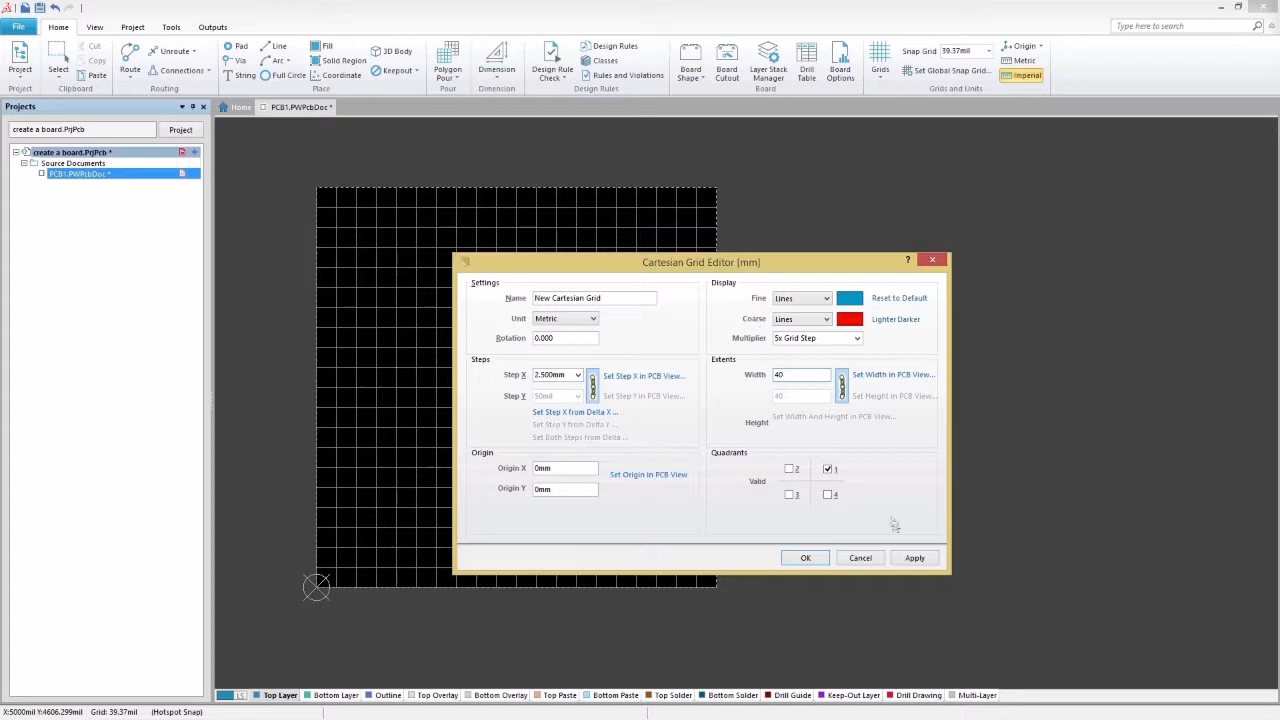 File Home View Project Tools Outputs Type here to search
Cut Unroute Pad Line Fill 3D Body Design Rules Snap Grid 39.37mil Origin
Copy Via Arc Solid Region Classes Metric
Project Select Paste Route Connections String Full Circle Coordinate Keepout Polygon Pour Dimension Design Rule Check Rules and Violations Board Shape Board Cutout Layer Stack Manager Drill Table Board Options Grids Set Global Snap Grid... Imperial
Project Clipboard Routing Place Pour Dimension Design Rules Board Grids and Units
Projects Home PCB1.PWPcbDoc *
create a board.PrjPcb Project
create a board.PrjPcb *
Source Documents
PCB1.PWPcbDoc *
Cartesian Grid Editor [mm] ?
Settings
Name New Cartesian Grid
Unit Metric
Rotation 0.000
Display
Fine Lines Reset to Default
Coarse Lines Lighter Darker
Multiplier 5x Grid Step
Steps
Step X 2.500mm Set Step X in PCB View...
Step Y 50mil Set Step Y in PCB View...
Set Step X from Delta X ...
Set Step Y from Delta Y ...
Set Both Steps from Delta ...
Extents
Width 40 Set Width in PCB View...
40 Set Height in PCB View...
Set Width And Height in PCB View...
Height
Origin
Origin X 0mm
Origin Y 0mm
Set Origin in PCB View
Quadrants
2 1
Valid
3 4
OK Cancel Apply
LS Top Layer Bottom Layer Outline Top Overlay Bottom Overlay Top Paste Bottom Paste Top Solder Bottom Solder Drill Guide Keep-Out Layer Drill Drawing Multi-Layer
X:5000mil Y:4606.299mil Grid: 39.37mil (Hotspot Snap)